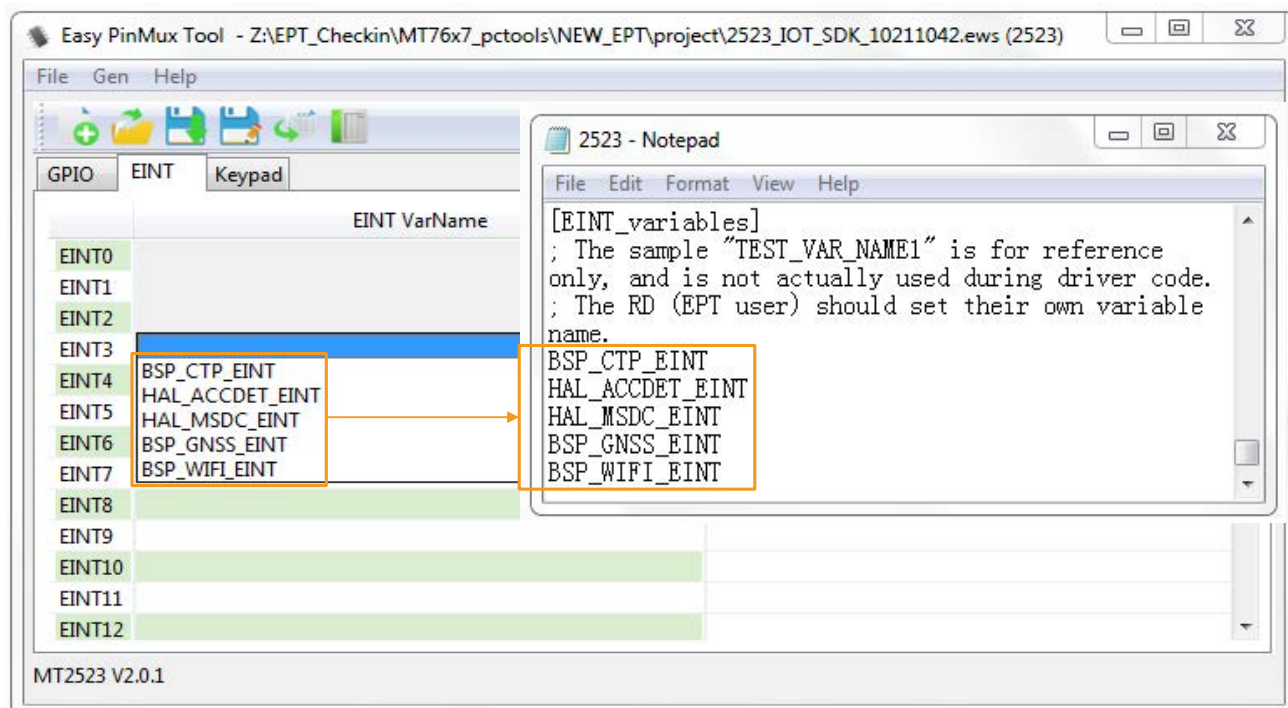 Easy PinMux Tool - Z:\EPT_Checkin\MT76x7_pctools\NEW_EPT\project\2523_IOT_SDK_10211042.ews (2523)
File Gen Help
GPIO EINT Keypad
EINT VarName
EINT0
EINT1
EINT2
EINT3
EINT4
EINT5
EINT6
EINT7
EINT8
EINT9
EINT10
EINT11
EINT12
BSP_CTP_EINT
HAL_ACCDET_EINT
HAL_MSDC_EINT
BSP_GNSS_EINT
BSP_WIFI_EINT
MT2523 V2.0.1
2523 - Notepad
File Edit Format View Help
[EINT_variables]
; The sample "TEST_VAR_NAME1" is for reference
only, and is not actually used during driver code.
; The RD (EPT user) should set their own variable
name.
BSP_CTP_EINT
HAL_ACCDET_EINT
HAL_MSDC_EINT
BSP_GNSS_EINT
BSP_WIFI_EINT